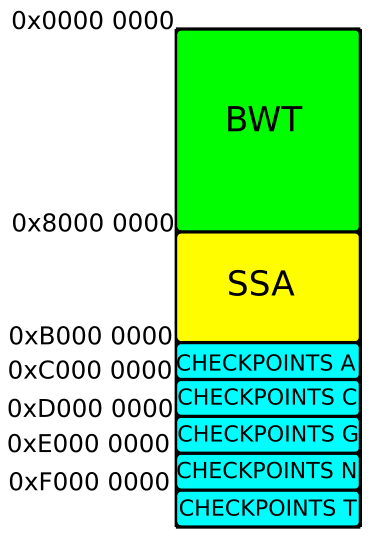 0x0000 0000
BWT
0x8000 0000
SSA
0xB000 0000
CHECKPOINTS A
0xC000 0000
CHECKPOINTS C
0xD000 0000
CHECKPOINTS G
0xE000 0000
CHECKPOINTS N
0xF000 0000
CHECKPOINTS T